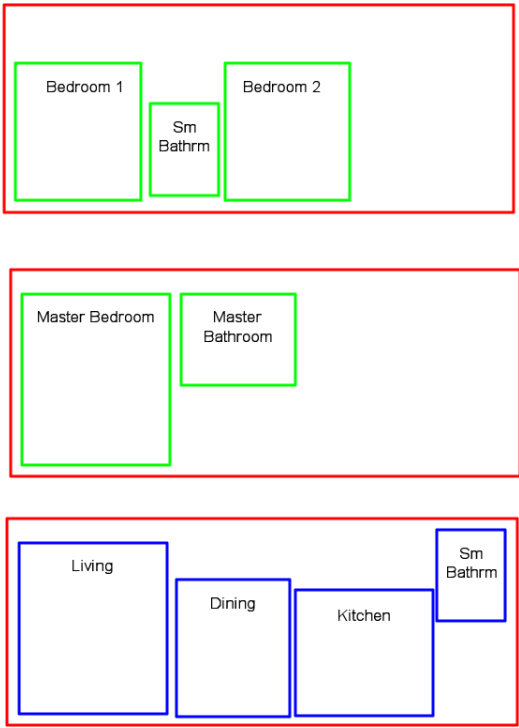 Bedroom 1
Sm
Bathrm
Bedroom 2
Master Bedroom
Master
Bathroom
Living
Dining
Kitchen
Sm
Bathrm